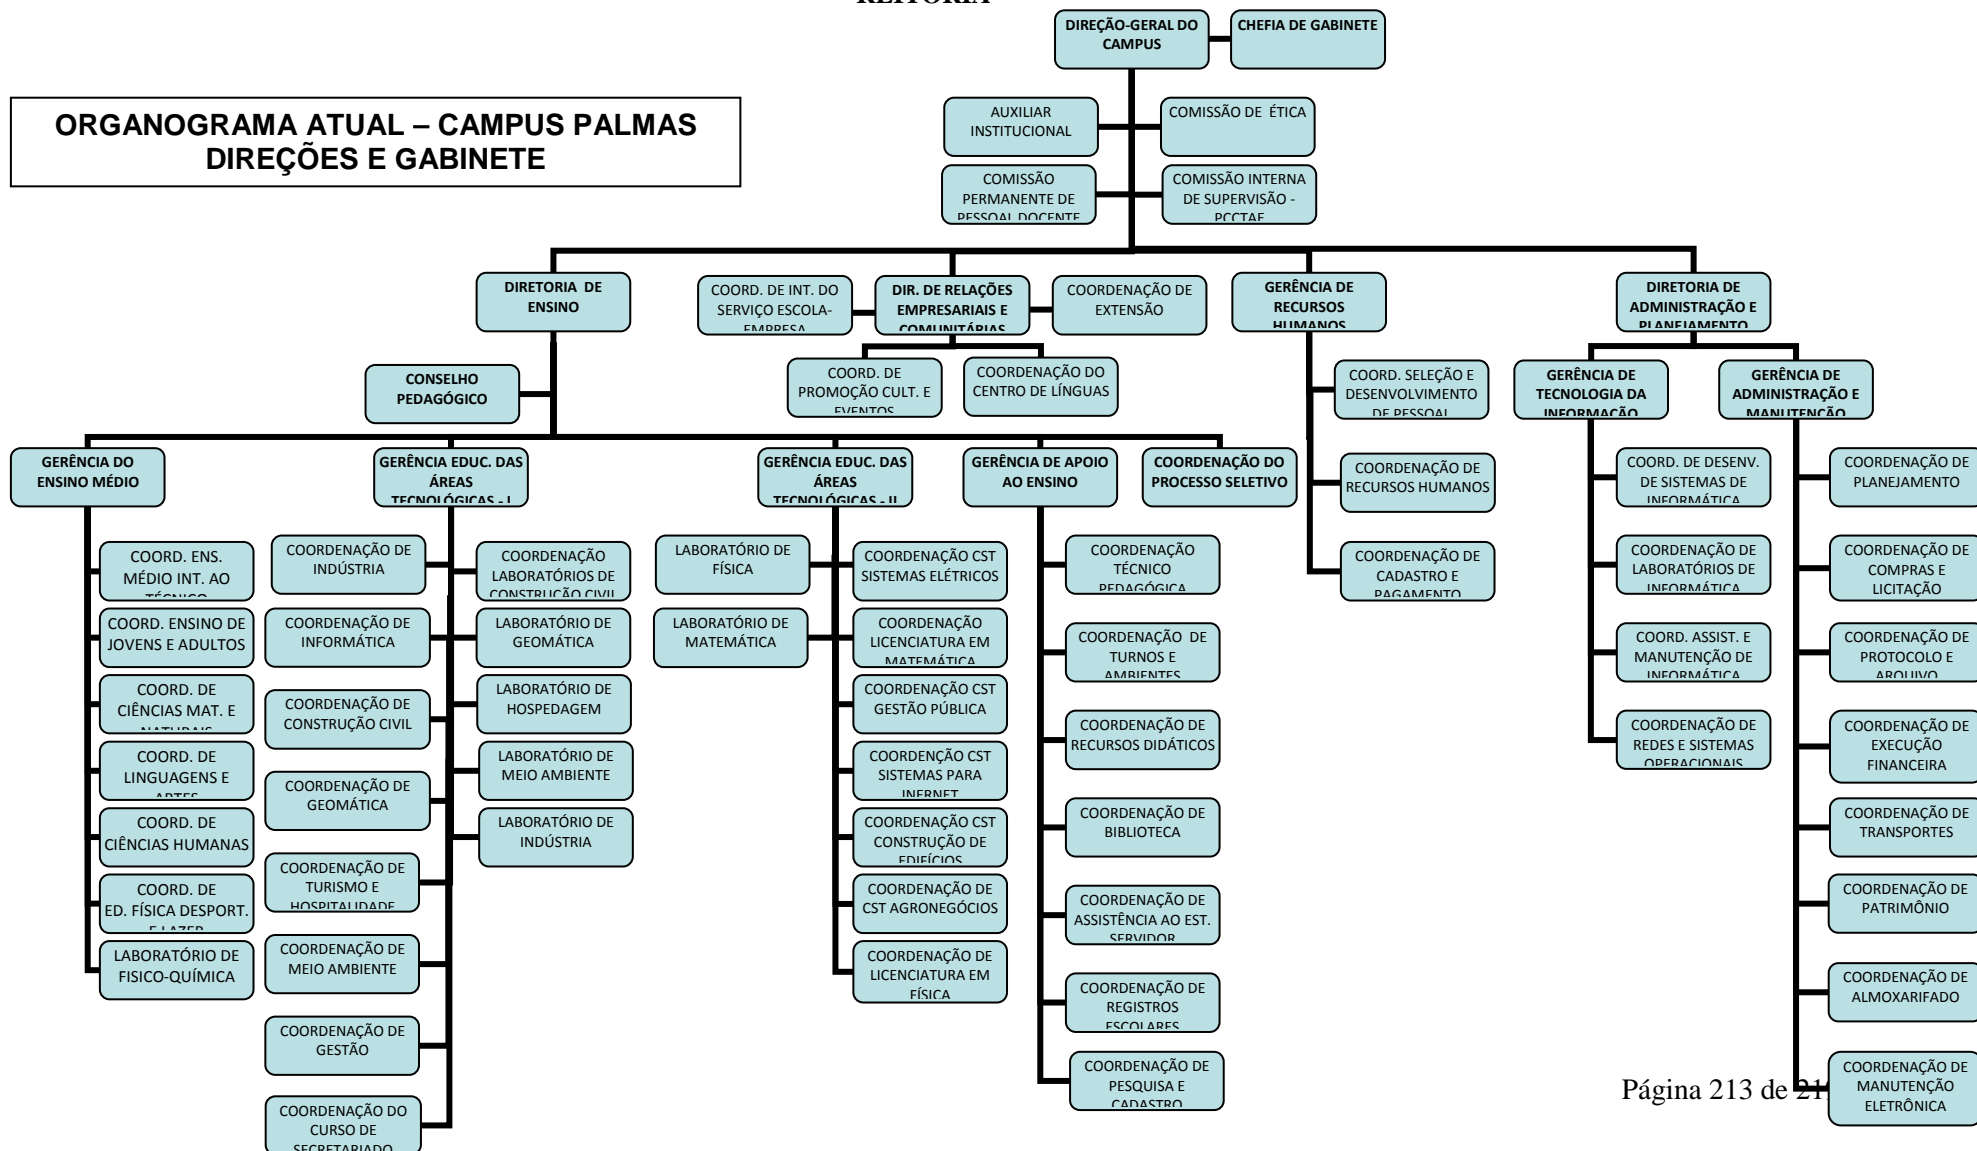 REITORIA
DIREÇÃO-GERAL DO
CAMPUS
CHEFIA DE GABINETE
ORGANOGRAMA ATUAL – CAMPUS PALMAS
DIREÇÕES E GABINETE
AUXILIAR
INSTITUCIONAL
COMISSÃO DE ÉTICA
COMISSÃO
PERMANENTE DE
PESSOAL DOCENTE
COMISSÃO INTERNA
DE SUPERVISÃO -
PCCTAE
DIRETORIA DE
ENSINO
COORD. DE INT. DO
SERVIÇO ESCOLA-
EMPRESA
DIR. DE RELAÇÕES
EMPRESARIAIS E
COMUNITÁRIAS
COORDENAÇÃO DE
EXTENSÃO
GERÊNCIA DE
RECURSOS
HUMANOS
DIRETORIA DE
ADMINISTRAÇÃO E
PLANEJAMENTO
CONSELHO
PEDAGÓGICO
COORD. DE
PROMOÇÃO CULT. E
EVENTOS
COORDENAÇÃO DO
CENTRO DE LÍNGUAS
COORD. SELEÇÃO E
DESENVOLVIMENTO
DE PESSOAL
GERÊNCIA DE
TECNOLOGIA DA
INFORMAÇÃO
GERÊNCIA DE
ADMINISTRAÇÃO E
MANUTENÇÃO
GERÊNCIA DO
ENSINO MÉDIO
GERÊNCIA EDUC. DAS
ÁREAS
TECNOLÓGICAS - I
GERÊNCIA EDUC. DAS
ÁREAS
TECNOLÓGICAS - II
GERÊNCIA DE APOIO
AO ENSINO
COORDENAÇÃO DO
PROCESSO SELETIVO
COORDENAÇÃO DE
RECURSOS HUMANOS
COORDENAÇÃO DE
CADASTRO E
PAGAMENTO
COORD. ENS.
MÉDIO INT. AO
TÉCNICO
COORD. ENSINO DE
JOVENS E ADULTOS
COORD. DE
CIÊNCIAS MAT. E
NATURAIS
COORD. DE
LINGUAGENS E
ARTES
COORD. DE
CIÊNCIAS HUMANAS
COORD. DE
ED. FÍSICA DESPORT.
E LAZER
LABORATÓRIO DE
FISICO-QUÍMICA
COORDENAÇÃO DE
INDÚSTRIA
COORDENAÇÃO DE
INFORMÁTICA
COORDENAÇÃO DE
CONSTRUÇÃO CIVIL
COORDENAÇÃO DE
GEOMÁTICA
COORDENAÇÃO DE
TURISMO E
HOSPITALIDADE
COORDENAÇÃO DE
MEIO AMBIENTE
COORDENAÇÃO DE
GESTÃO
COORDENAÇÃO DO
CURSO DE
SECRETARIADO
COORDENAÇÃO
LABORATÓRIOS DE
CONSTRUÇÃO CIVIL
LABORATÓRIO DE
GEOMÁTICA
LABORATÓRIO DE
HOSPEDAGEM
LABORATÓRIO DE
MEIO AMBIENTE
LABORATÓRIO DE
INDÚSTRIA
LABORATÓRIO DE
FÍSICA
LABORATÓRIO DE
MATEMÁTICA
COORDENAÇÃO CST
SISTEMAS ELÉTRICOS
COORDENAÇÃO
LICENCIATURA EM
MATEMÁTICA
COORDENAÇÃO CST
GESTÃO PÚBLICA
COORDENÇÃO CST
SISTEMAS PARA
INERNET
COORDENAÇÃO CST
CONSTRUÇÃO DE
EDIFÍCIOS
COORDENAÇÃO DE
CST AGRONEGÓCIOS
COORDENAÇÃO DE
LICENCIATURA EM
FÍSICA
COORDENAÇÃO
TÉCNICO
PEDAGÓGICA
COORDENAÇÃO DE
TURNOS E
AMBIENTES
COORDENAÇÃO DE
RECURSOS DIDÁTICOS
COORDENAÇÃO DE
BIBLIOTECA
COORDENAÇÃO DE
ASSISTÊNCIA AO EST.
SERVIDOR
COORDENAÇÃO DE
REGISTROS
ESCOLARES
COORDENAÇÃO DE
PESQUISA E
CADASTRO
COORD. DE DESENV.
DE SISTEMAS DE
INFORMÁTICA
COORDENAÇÃO DE
LABORATÓRIOS DE
INFORMÁTICA
COORD. ASSIST. E
MANUTENÇÃO DE
INFORMÁTICA
COORDENAÇÃO DE
REDES E SISTEMAS
OPERACIONAIS
COORDENAÇÃO DE
PLANEJAMENTO
COORDENAÇÃO DE
COMPRAS E
LICITAÇÃO
COORDENAÇÃO DE
PROTOCOLO E
ARQUIVO
COORDENAÇÃO DE
EXECUÇÃO
FINANCEIRA
COORDENAÇÃO DE
TRANSPORTES
COORDENAÇÃO DE
PATRIMÔNIO
COORDENAÇÃO DE
ALMOXARIFADO
COORDENAÇÃO DE
MANUTENÇÃO
ELETRÔNICA
Página 213 de